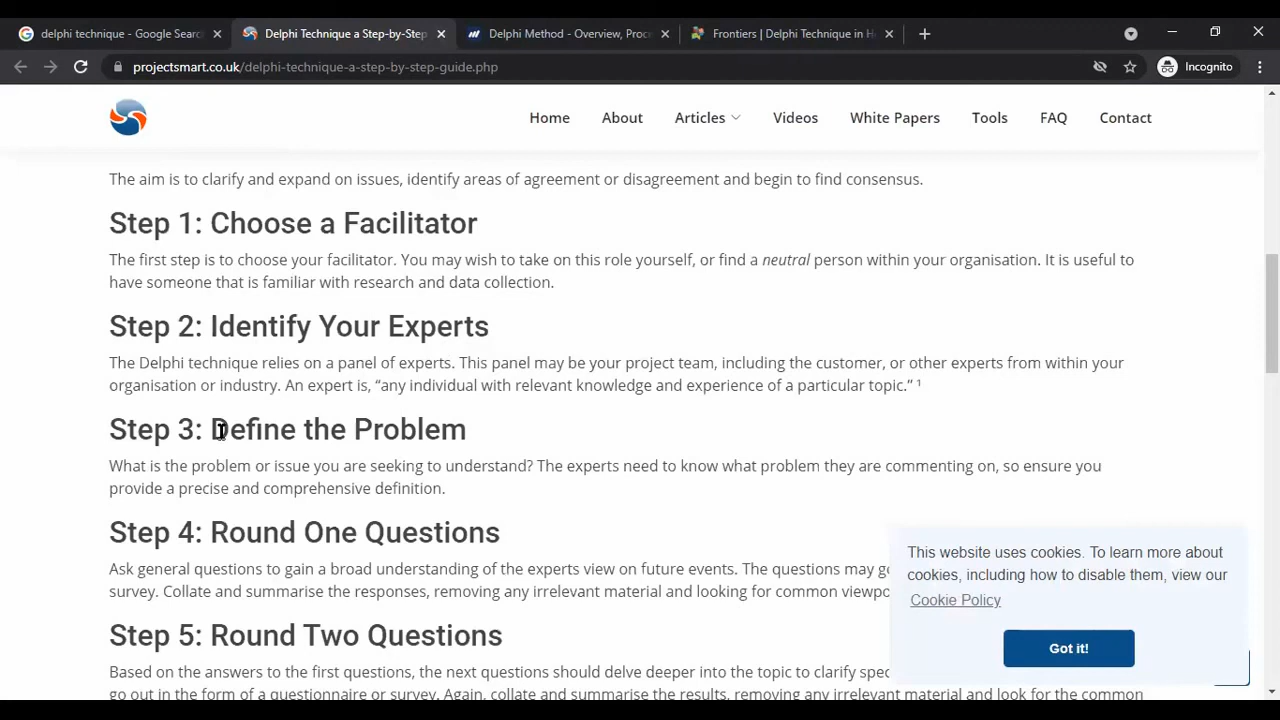 delphi technique - Google Searc
Delphi Technique a Step-by-Step
Delphi Method - Overview, Proce
Frontiers | Delphi Technique in H
projectsmart.co.uk/delphi-technique-a-step-by-step-guide.php
Incognito
Home About Articles Videos White Papers Tools FAQ Contact
The aim is to clarify and expand on issues, identify areas of agreement or disagreement and begin to find consensus.
Step 1: Choose a Facilitator
The first step is to choose your facilitator. You may wish to take on this role yourself, or find a neutral person within your organisation. It is useful to
have someone that is familiar with research and data collection.
Step 2: Identify Your Experts
The Delphi technique relies on a panel of experts. This panel may be your project team, including the customer, or other experts from within your
organisation or industry. An expert is, “any individual with relevant knowledge and experience of a particular topic.” ¹
Step 3: Define the Problem
What is the problem or issue you are seeking to understand? The experts need to know what problem they are commenting on, so ensure you
provide a precise and comprehensive definition.
Step 4: Round One Questions
Ask general questions to gain a broad understanding of the experts view on future events. The questions may go
survey. Collate and summarise the responses, removing any irrelevant material and looking for common viewpo
Step 5: Round Two Questions
Based on the answers to the first questions, the next questions should delve deeper into the topic to clarify spec
go out in the form of a questionnaire or survey. Again, collate and summarise the results, removing any irrelevant material and look for the common
This website uses cookies. To learn more about
cookies, including how to disable them, view our
Cookie Policy
Got it!